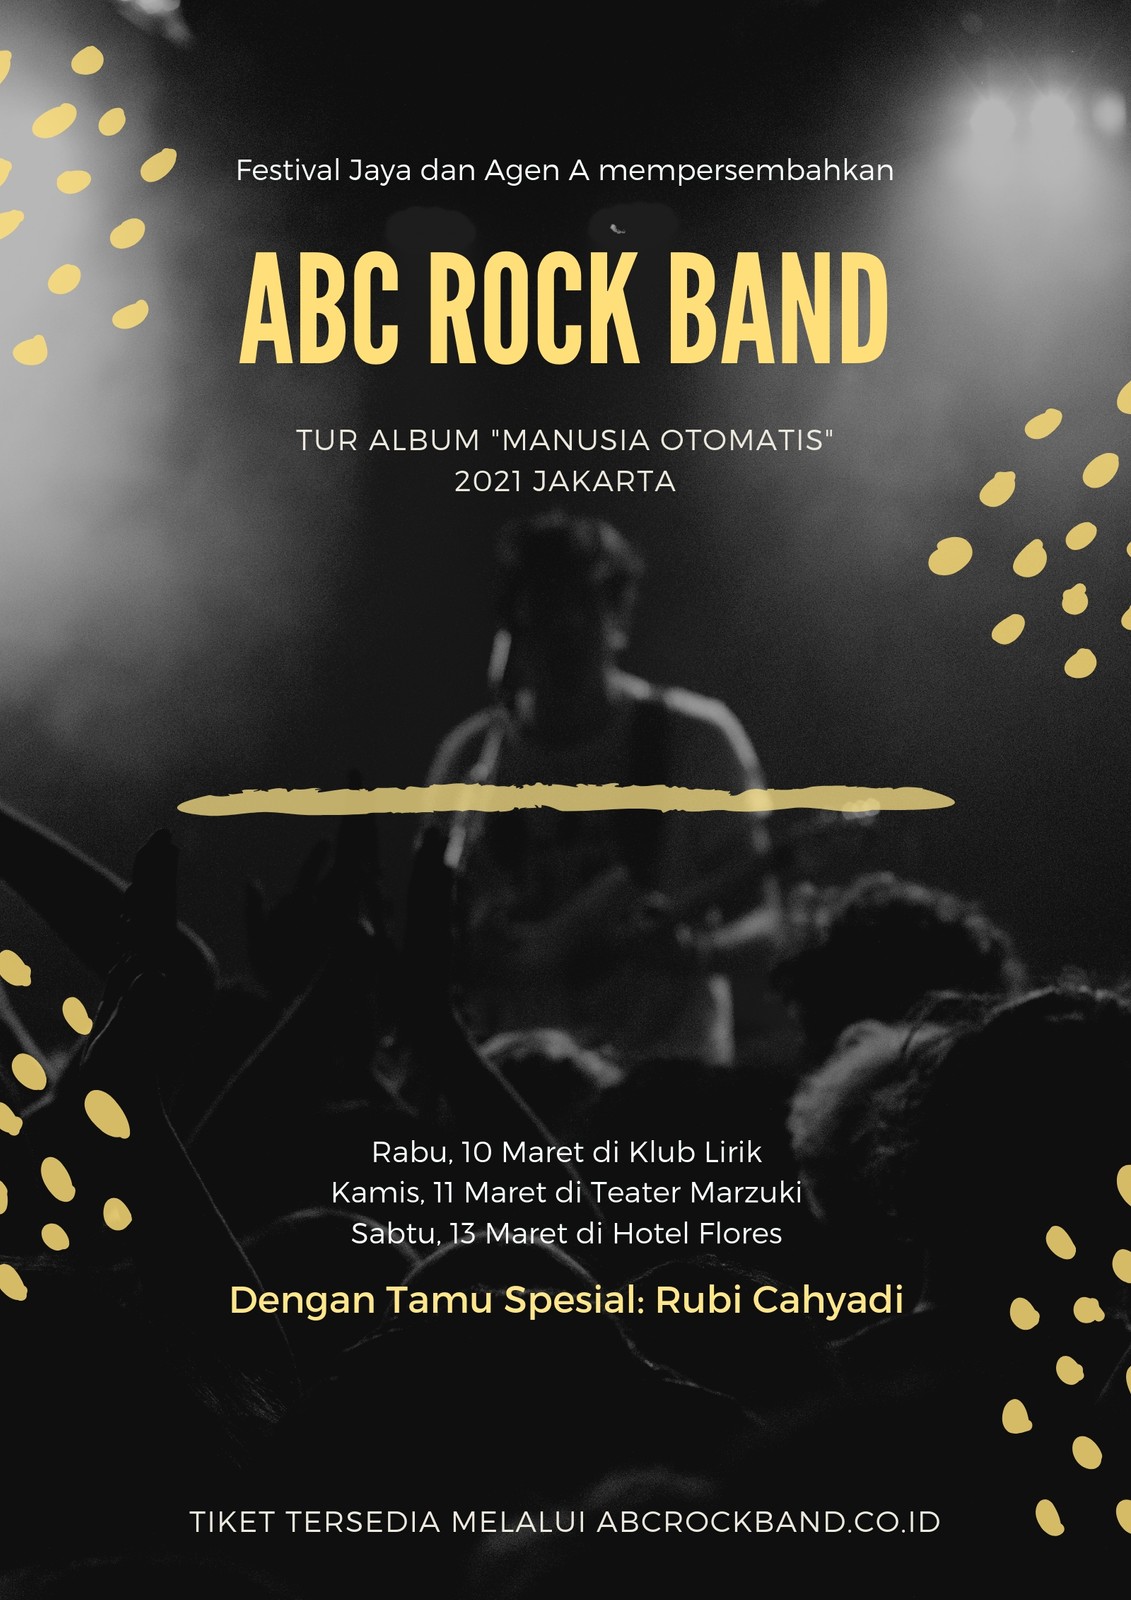 Festival Jaya dan Agen A mempersembahkan
ABC ROCK BAND
TUR ALBUM "MANUSIA OTOMATIS"
2021 JAKARTA
Rabu, 10 Maret di Klub Lirik
Kamis, 11 Maret di Teater Marzuki
Sabtu, 13 Maret di Hotel Flores
Dengan Tamu Spesial: Rubi Cahyadi
TIKET TERSEDIA MELALUI ABCROCKBAND.CO.ID